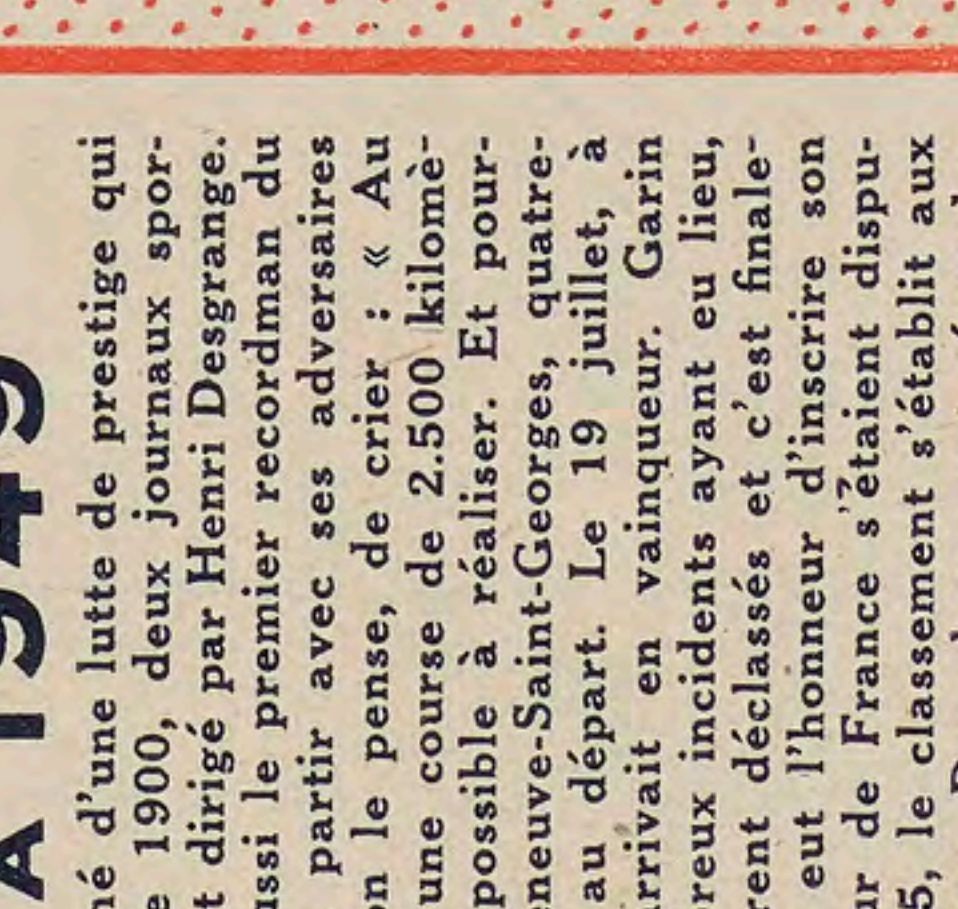 A 1949
né d'une lutte de prestige qui
e 1900, deux journaux spor-
t dirigé par Henri Desgrange.
ussi le premier recordman du
partir avec ses adversaires
on le pense, de crier : « Au
une course de 2.500 kilomè-
possible à réaliser. Et pour-
neuve-Saint-Georges, quatre-
au départ. Le 19 juillet, à
arrivait en vainqueur. Garin
reux incidents ayant eu lieu,
rent déclassés et c'est finale-
eut l'honneur d'inscrire son
ur de France s'étaient dispu-
5, le classement s'établit aux